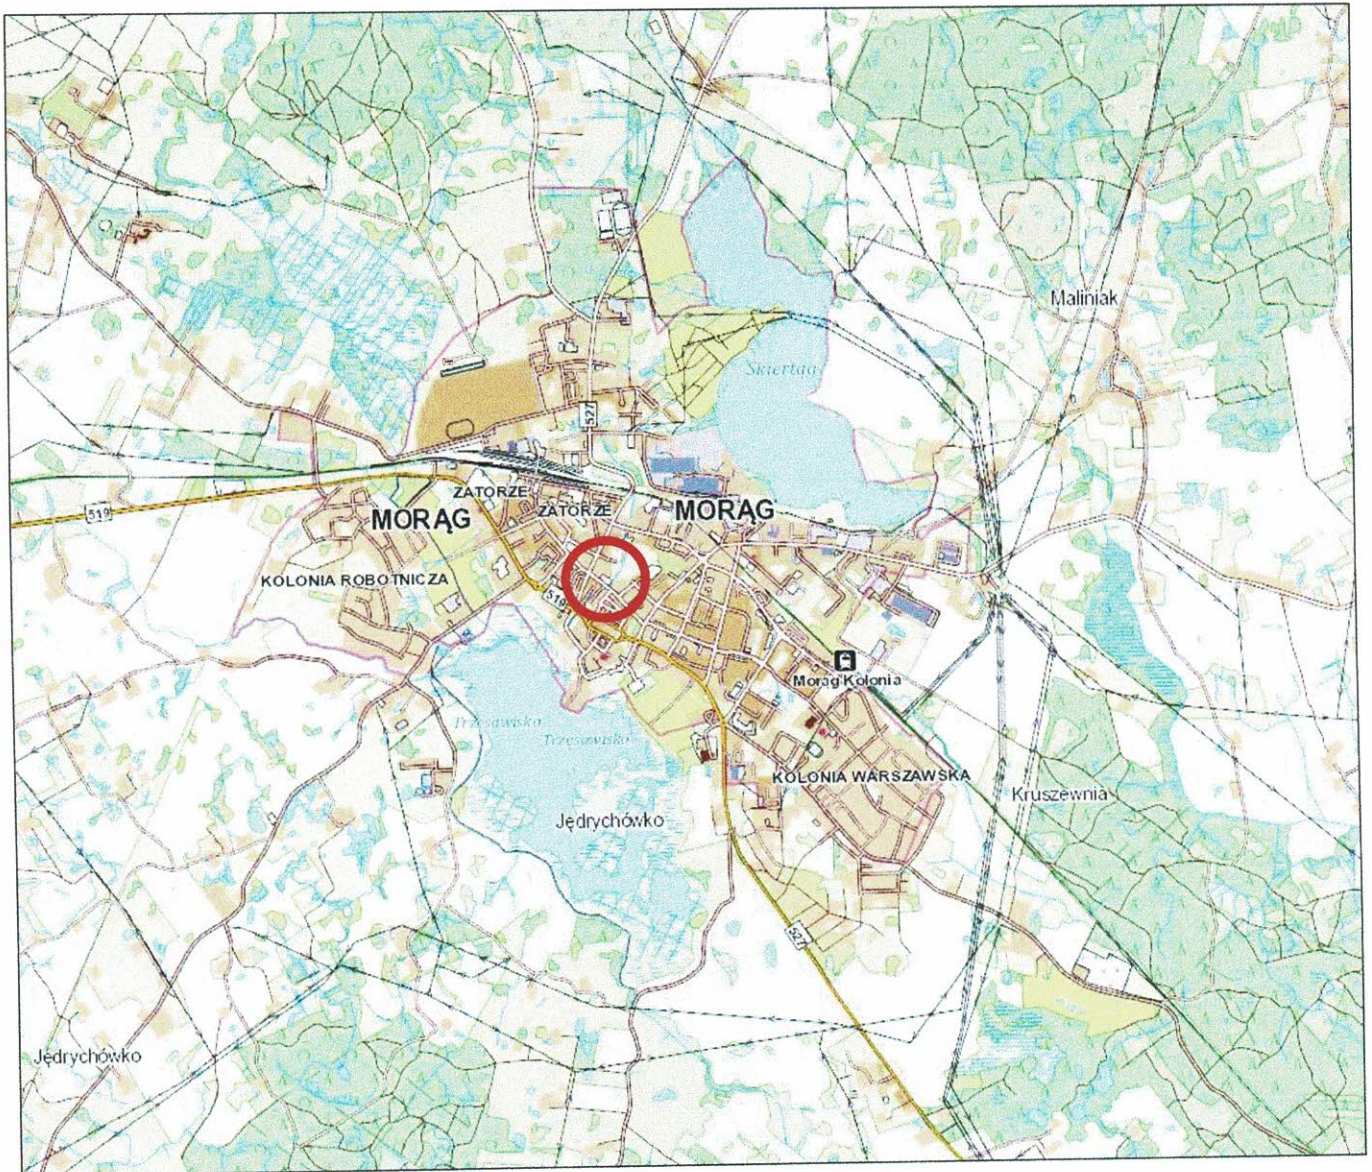 Maliniak
Skiertąg
527
ZATORZE
519
MORĄG
ZATORZE
MORĄG
KOLONIA ROBOTNICZA
519
Morąg Kolonia
Trzęsawisko
Trzęsawisko
KOLONIA WARSZAWSKA
Kruszewnia
Jędrychówko
527
Jędrychówko